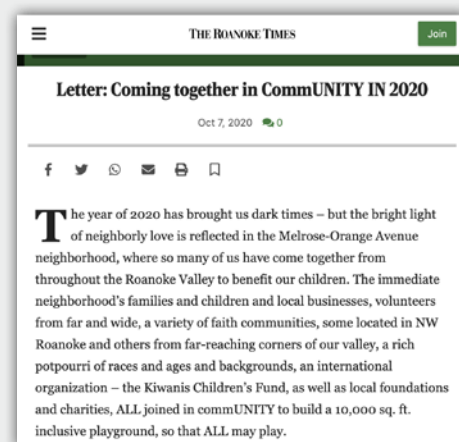 THE ROANOKE TIMES
Join
Letter: Coming together in CommUNITY IN 2020
Oct 7, 2020 0
The year of 2020 has brought us dark times – but the bright light
of neighborly love is reflected in the Melrose-Orange Avenue
neighborhood, where so many of us have come together from
throughout the Roanoke Valley to benefit our children. The immediate
neighborhood's families and children and local businesses, volunteers
from far and wide, a variety of faith communities, some located in NW
Roanoke and others from far-reaching corners of our valley, a rich
potpourri of races and ages and backgrounds, an international
organization – the Kiwanis Children's Fund, as well as local foundations
and charities, ALL joined in commUNITY to build a 10,000 sq. ft.
inclusive playground, so that ALL may play.